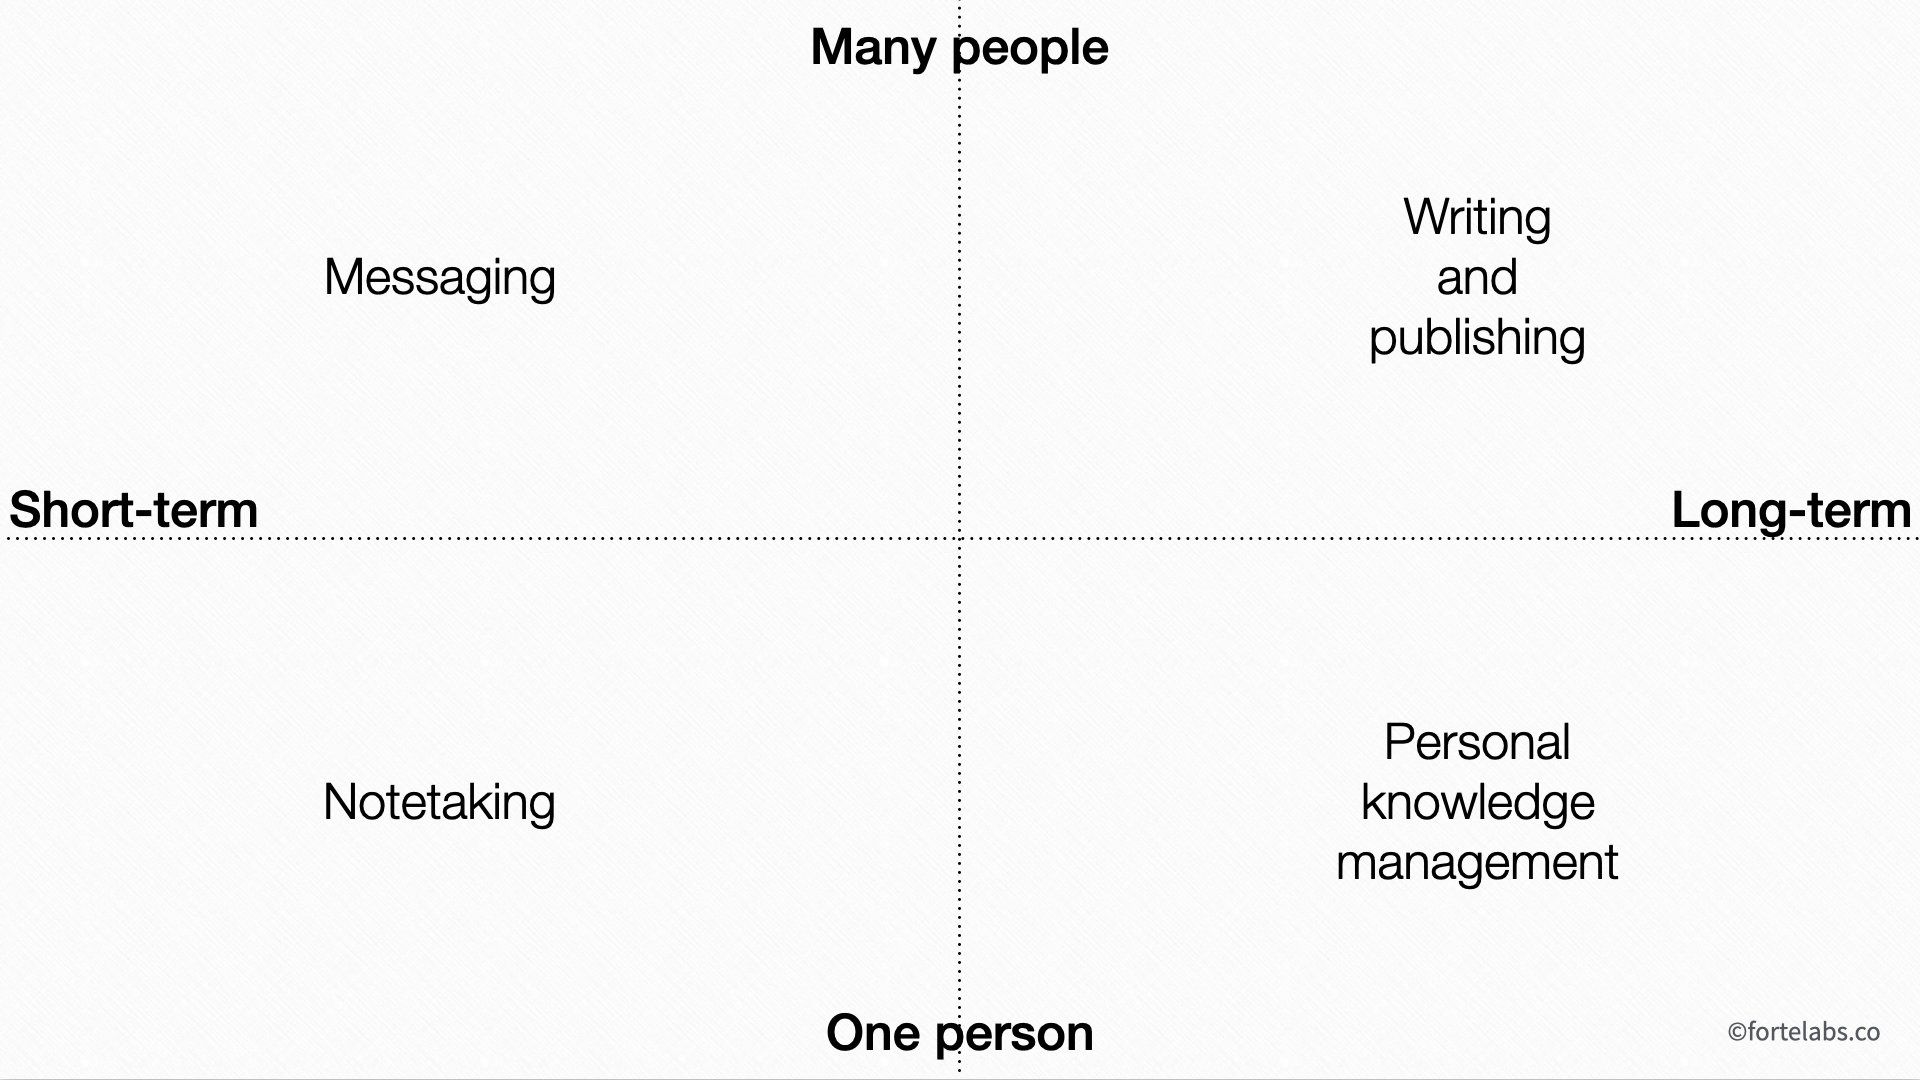 Many people
Messaging
Writing
and
publishing
Short-term
Long-term
Notetaking
Personal
knowledge
management
One person
©fortelabs.co